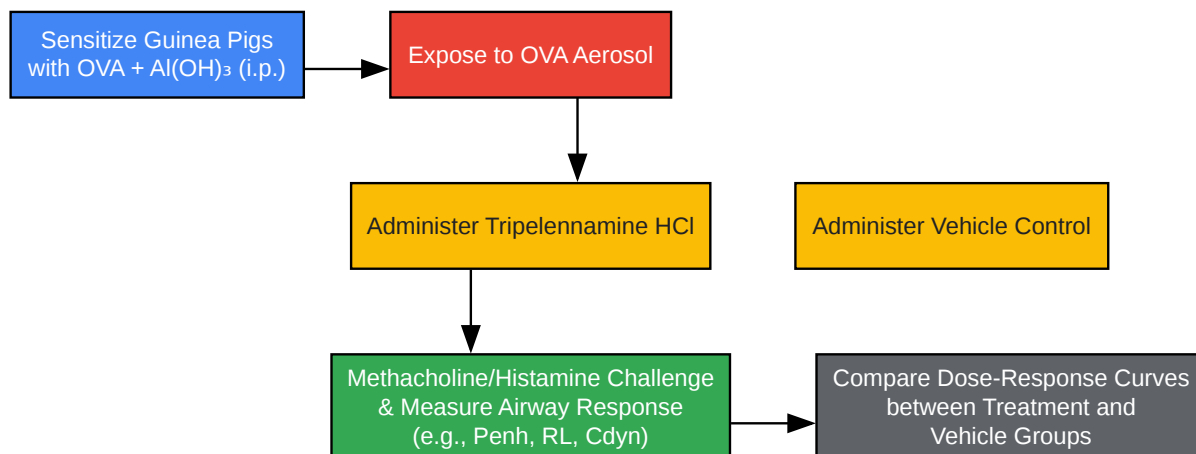 Sensitize Guinea Pigs
with OVA + Al(OH)₃ (i.p.)
Expose to OVA Aerosol
Administer Tripelennamine HCl
Administer Vehicle Control
Methacholine/Histamine Challenge
& Measure Airway Response
(e.g., Penh, RL, Cdyn)
Compare Dose-Response Curves
between Treatment and
Vehicle Groups